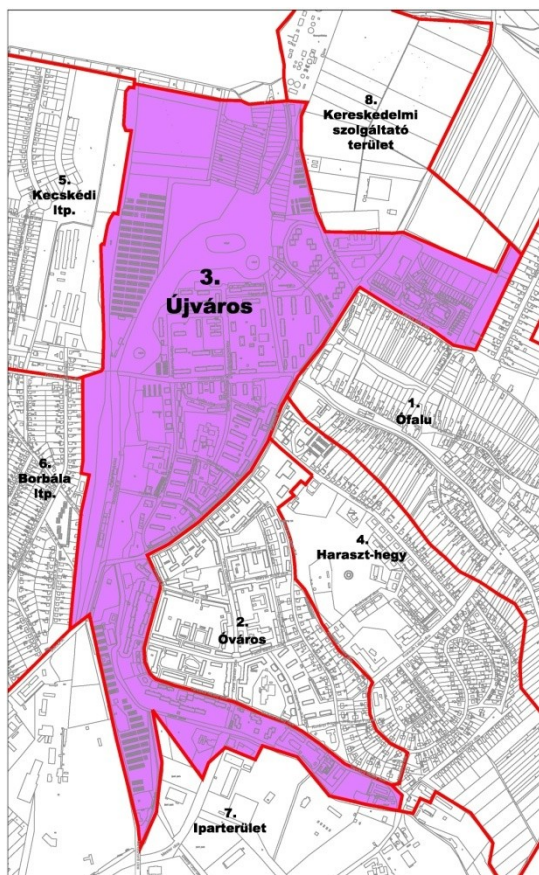 8.
Kereskedelmi
szolgáltató
terület
5.
Kecskédi
ltp.
3.
Újváros
1.
Ófalu
6.
Borbála
ltp.
4.
Haraszt-hegy
2.
Óváros
7.
Iparterület